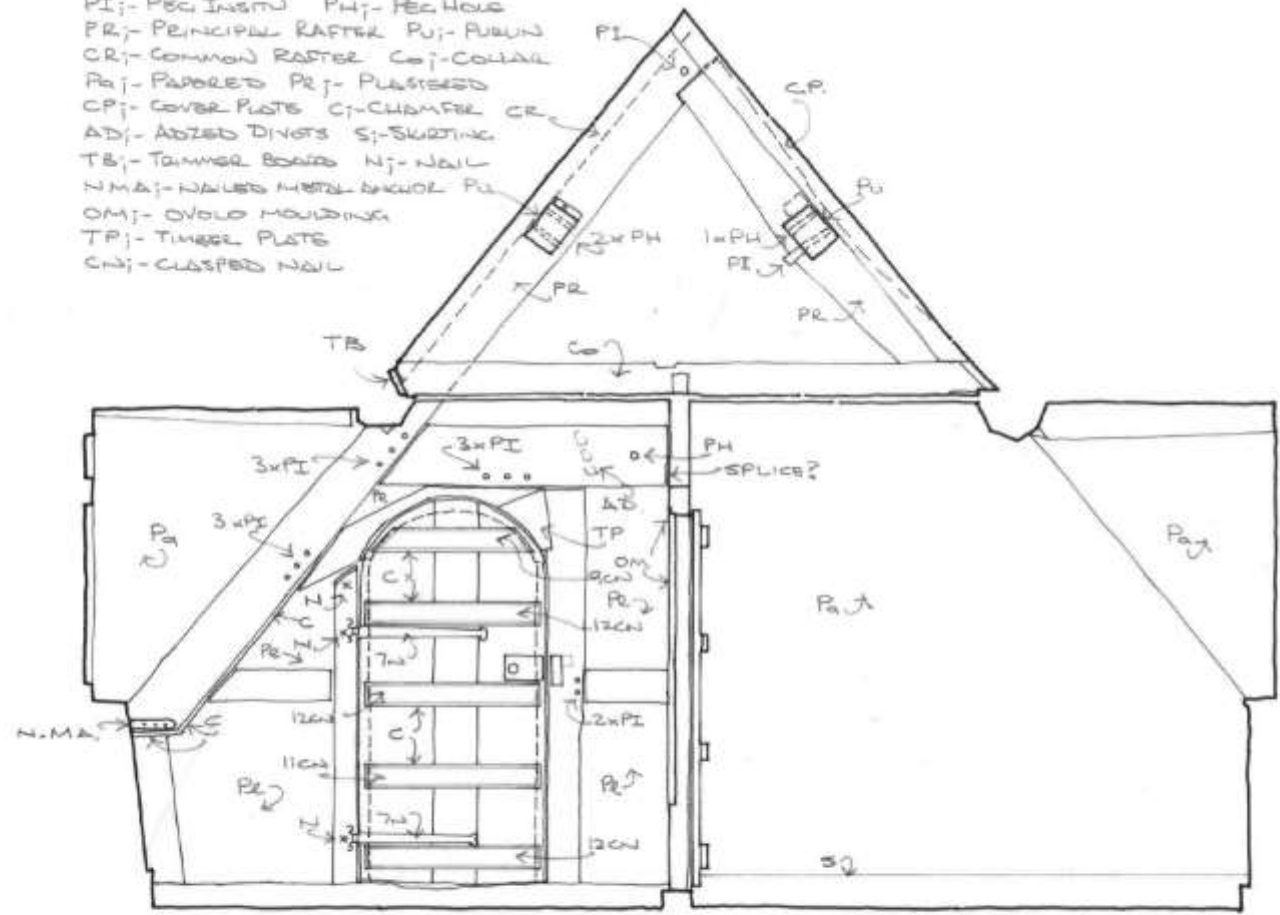 PI;- PEG INSITU PH;- PEG HOLE
PR;- PRINCIPAL RAFTER PU;- PURLIN
CR;- COMMON RAFTER Co;- COLLAR
Pa;- PAPERED Pl;- PLASTERED
CP;- COVER PLATE C;- CHAMFER
AD;- ADZED DIVETS S;- SKIRTING
TB;- TRIMMER BOARD N;- NAIL
NMA;- NAILED METAL ANCHOR
OM;- OVOLO MOULDING
TP;- TIMBER PLATE
CN;- CLASPED NAIL
PI
CP.
CR
Pu
Pu
2xPH
1xPH
PI
PR
PR
TB
Co
3xPI
3xPI
PH
SPLICE?
AD
Pl
3xPI
TP
Pa
Pa
OM
9CN
C
Pl
Pa
N
C
12CN
N
7N
Pl
12CN
2xPI
N.MA.
C
C
11CN
Pl
Pl
N
7N
12CN
S